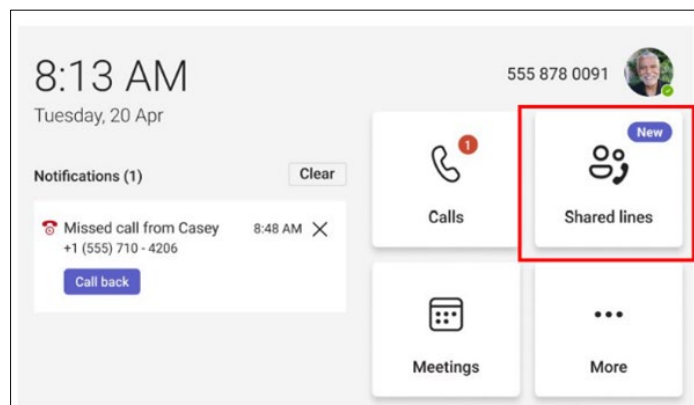 8:13 AM
Tuesday, 20 Apr
555 878 0091
Notifications (1)
Clear
Missed call from Casey
8:48 AM
+1 (555) 710 - 4206
Call back
1
Calls
New
Shared lines
Meetings
More